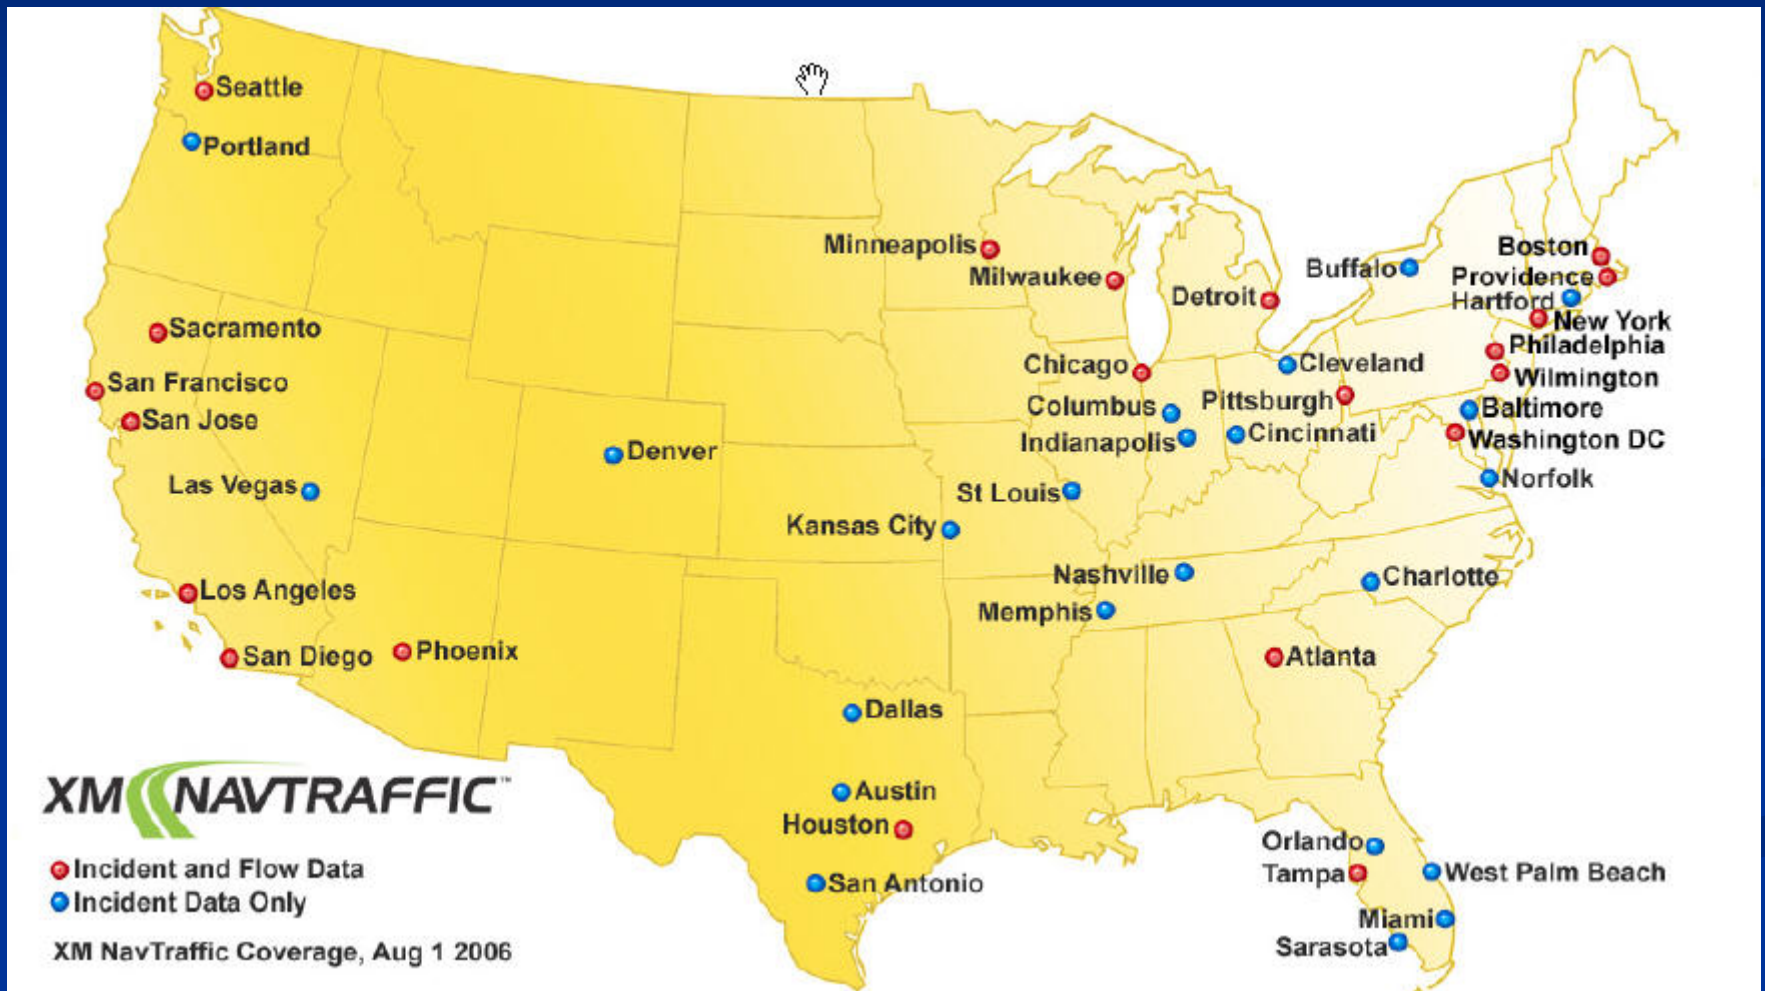 Seattle
Portland
Minneapolis
Milwaukee
Detroit
Buffalo
Boston
Providence
Hartford
New York
Philadelphia
Wilmington
Baltimore
Washington DC
Norfolk
Sacramento
San Francisco
San Jose
Las Vegas
Denver
Chicago
Cleveland
Columbus
Pittsburgh
Indianapolis
Cincinnati
St Louis
Kansas City
Nashville
Charlotte
Memphis
Los Angeles
San Diego
Phoenix
Atlanta
Dallas
Austin
Houston
San Antonio
Orlando
Tampa
West Palm Beach
Miami
Sarasota
XM NAVTRAFFIC™
Incident and Flow Data
Incident Data Only
XM NavTraffic Coverage, Aug 1 2006